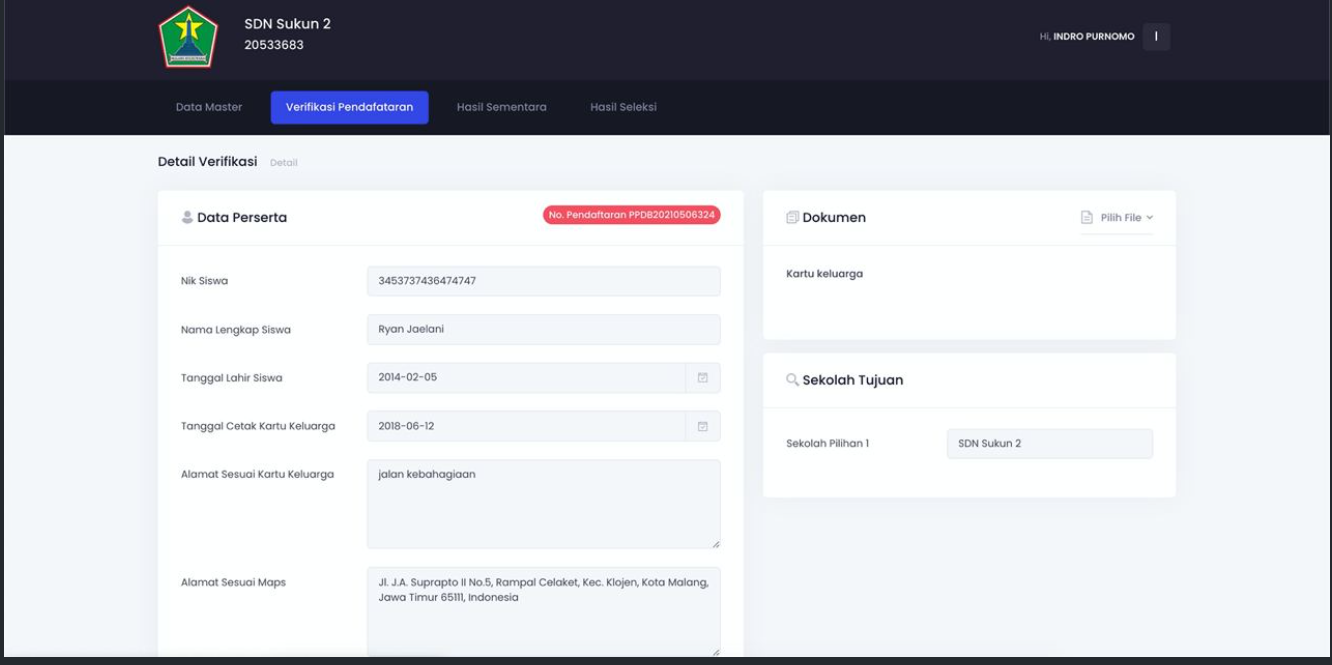 SDN Sukun 2
20533683
Hi, INDRO PURNOMO I
Data Master Verifikasi Pendafataran Hasil Sementara Hasil Seleksi
Detail Verifikasi Detail
Data Perserta
No. Pendaftaran PPDB20210506324
Nik Siswa 3453737436474747
Nama Lengkap Siswa Ryan Jaelani
Tanggal Lahir Siswa 2014-02-05
Tanggal Cetak Kartu Keluarga 2018-06-12
Alamat Sesuai Kartu Keluarga jalan kebahagiaan
Alamat Sesuai Maps Jl. J.A. Suprapto II No.5, Rampal Celaket, Kec. Klojen, Kota Malang,
Jawa Timur 65111, Indonesia
Dokumen Pilih File
Kartu keluarga
Sekolah Tujuan
Sekolah Pilihan 1 SDN Sukun 2